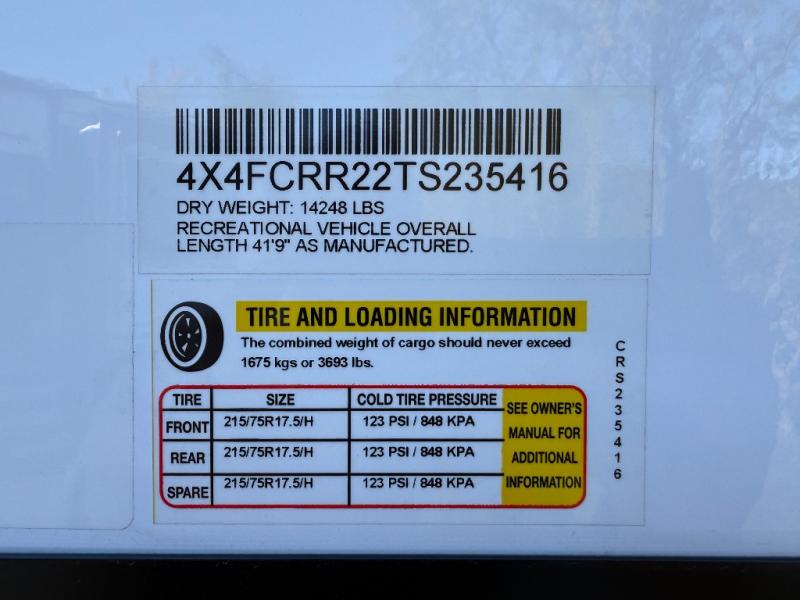 4X4FCRR22TS235416
DRY WEIGHT: 14248 LBS
RECREATIONAL VEHICLE OVERALL
LENGTH 41'9" AS MANUFACTURED.
TIRE AND LOADING INFORMATION
The combined weight of cargo should never exceed
1675 kgs or 3693 lbs.
TIRE SIZE COLD TIRE PRESSURE
FRONT 215/75R17.5/H 123 PSI / 848 KPA
REAR 215/75R17.5/H 123 PSI / 848 KPA
SPARE 215/75R17.5/H 123 PSI / 848 KPA
SEE OWNER'S
MANUAL FOR
ADDITIONAL
INFORMATION
CRS235416